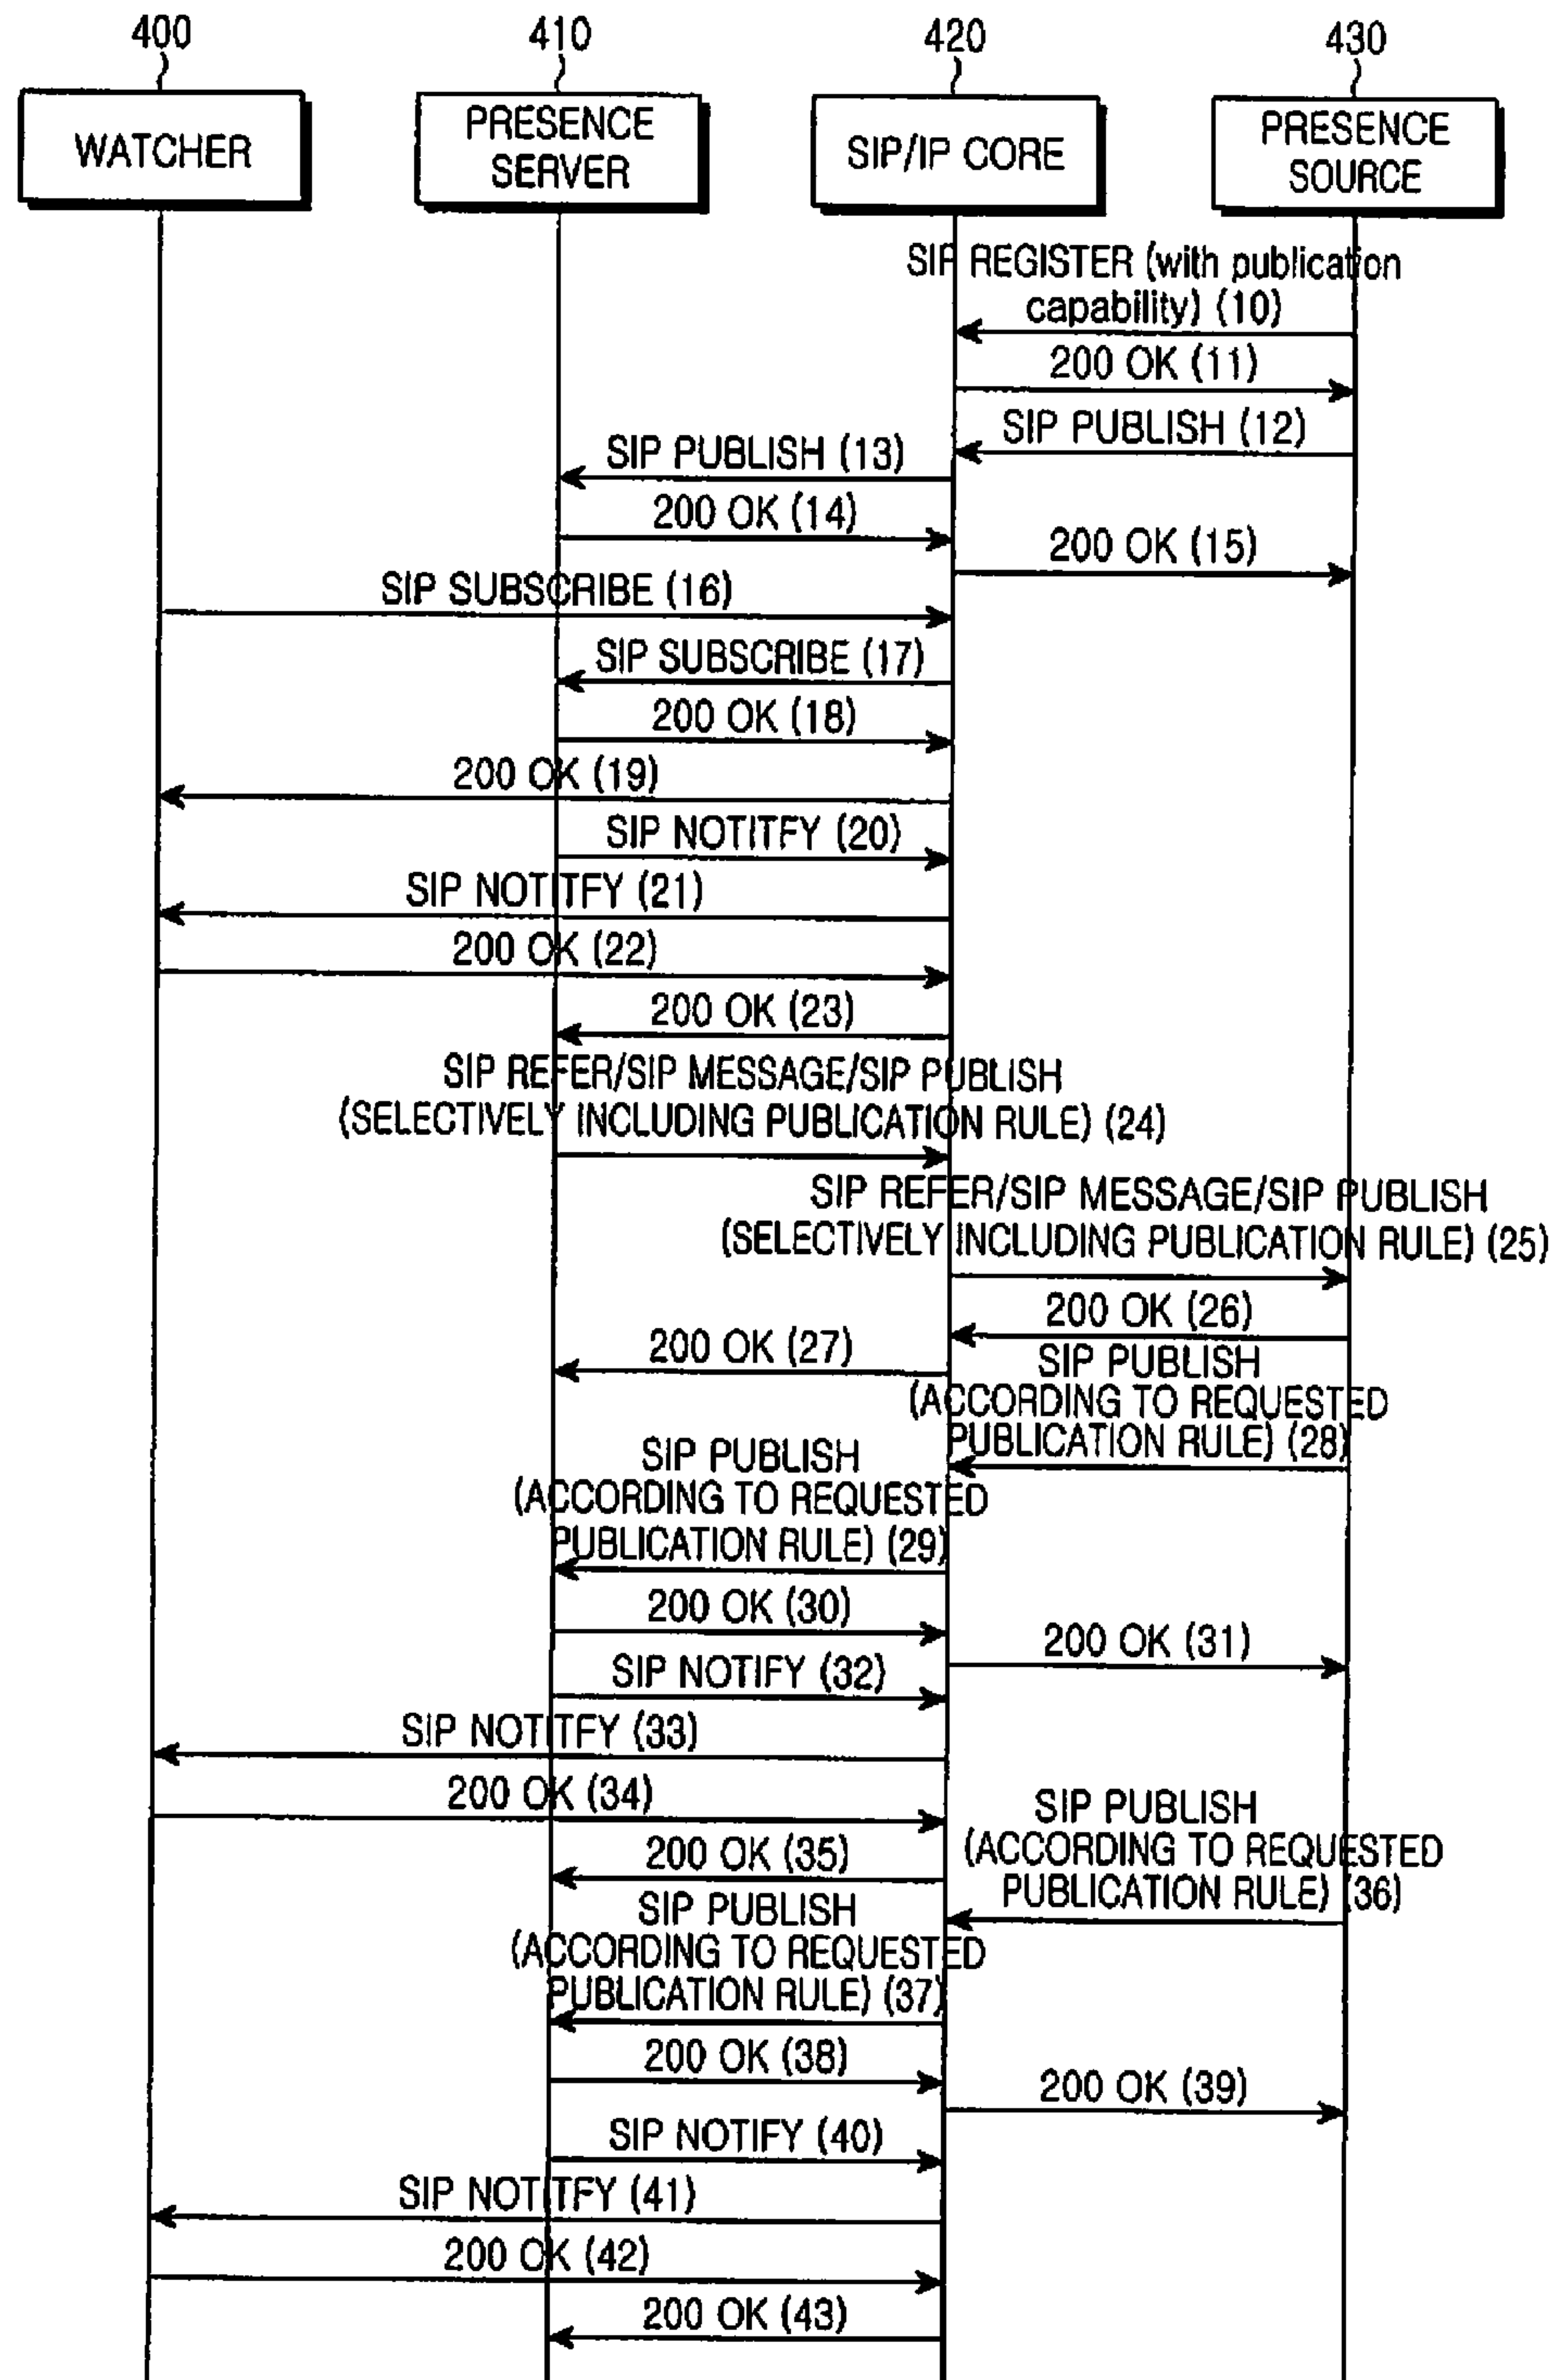 400
410
420
430
WATCHER
PRESENCE
SERVER
SIP/IP CORE
PRESENCE
SOURCE
SIP REGISTER (with publication
capability) (10)
200 OK (11)
SIP PUBLISH (12)
SIP PUBLISH (13)
200 OK (14)
200 OK (15)
SIP SUBSCRIBE (16)
SIP SUBSCRIBE (17)
200 OK (18)
200 OK (19)
SIP NOTITFY (20)
SIP NOTITFY (21)
200 OK (22)
200 OK (23)
SIP REFER/SIP MESSAGE/SIP PUBLISH
(SELECTIVELY INCLUDING PUBLICATION RULE) (24)
SIP REFER/SIP MESSAGE/SIP PUBLISH
(SELECTIVELY INCLUDING PUBLICATION RULE) (25)
200 OK (26)
200 OK (27)
SIP PUBLISH
(ACCORDING TO REQUESTED
PUBLICATION RULE) (28)
SIP PUBLISH
(ACCORDING TO REQUESTED
PUBLICATION RULE) (29)
200 OK (30)
200 OK (31)
SIP NOTIFY (32)
SIP NOTITFY (33)
200 OK (34)
200 OK (35)
SIP PUBLISH
(ACCORDING TO REQUESTED
PUBLICATION RULE) (36)
SIP PUBLISH
(ACCORDING TO REQUESTED
PUBLICATION RULE) (37)
200 OK (38)
200 OK (39)
SIP NOTIFY (40)
SIP NOTITFY (41)
200 OK (42)
200 OK (43)